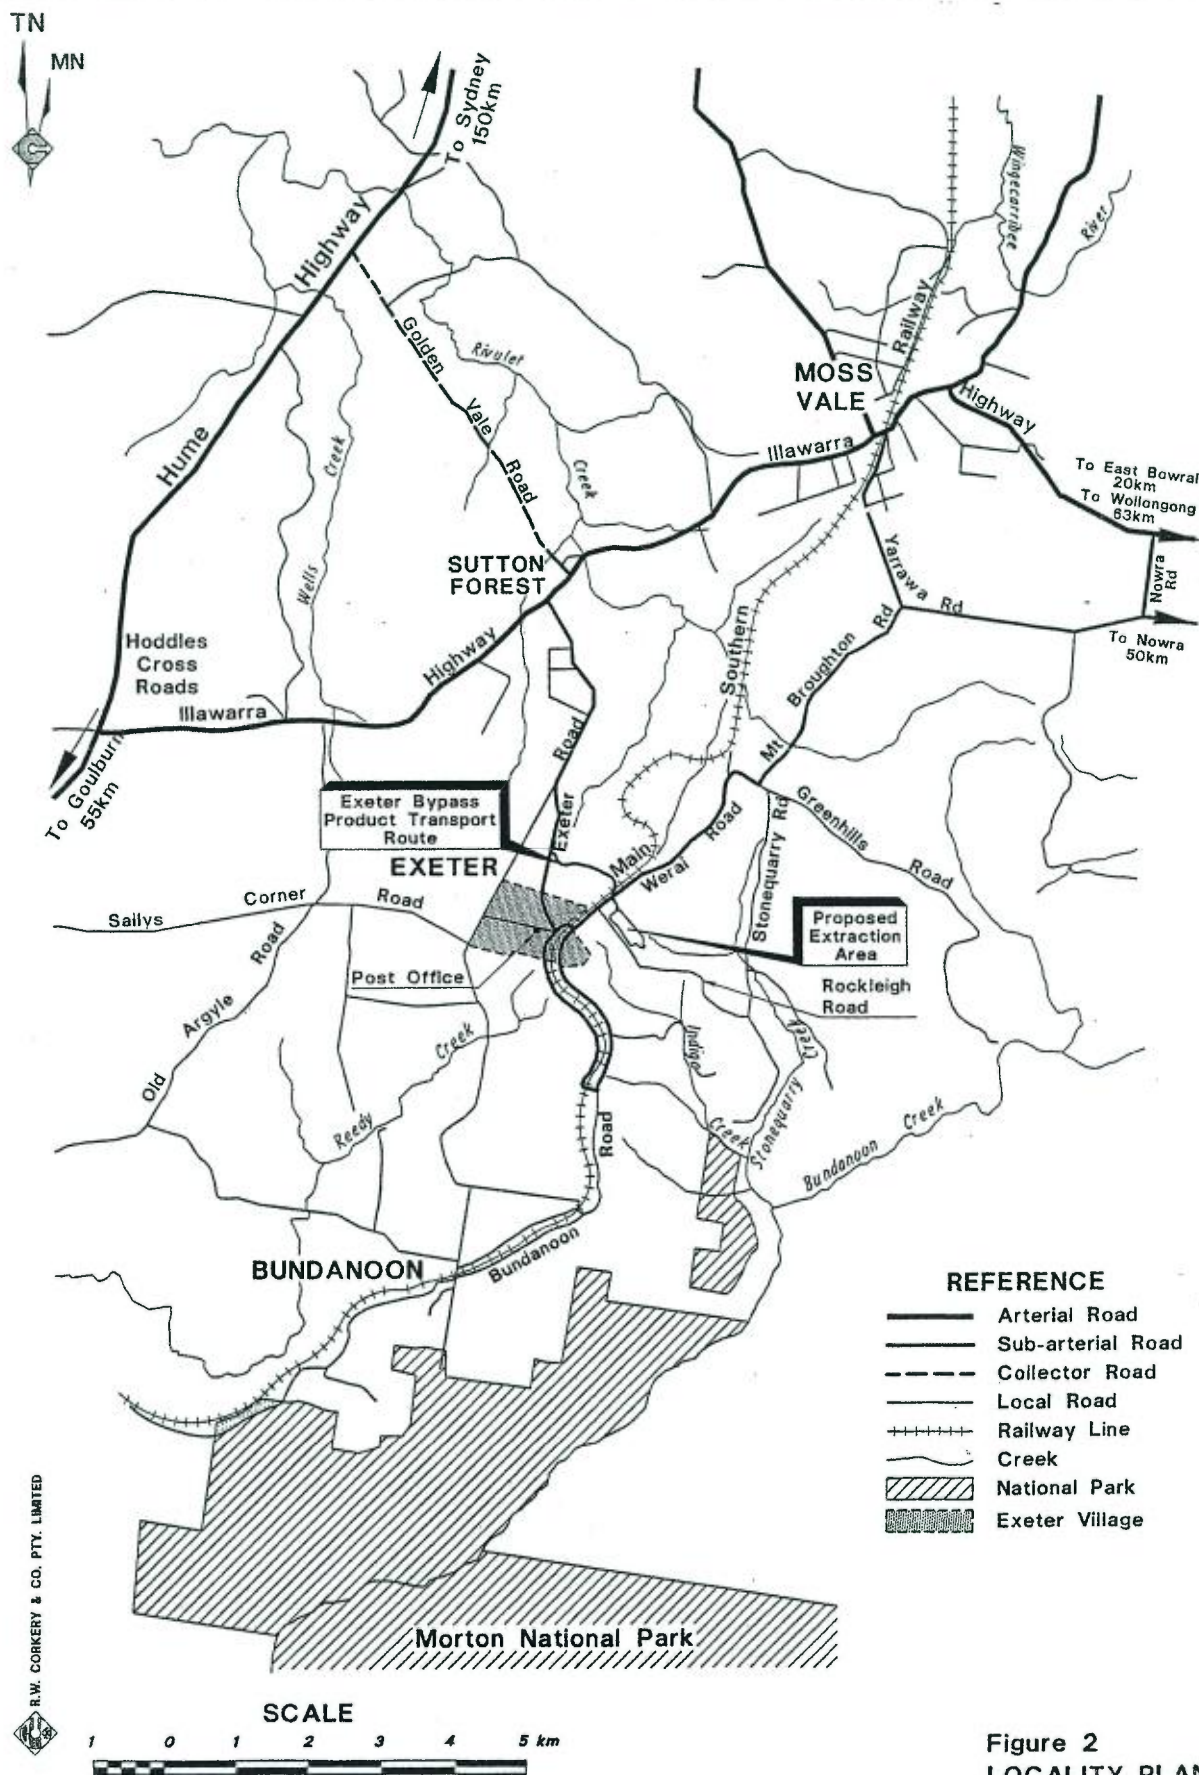 TN
MN
To Sydney
150km
Highway
Hume
Golden
Vale
Road
Rivulet
Creek
Creek
Wells
Wingecarribee
River
Railway
MOSS
VALE
Highway
Illawarra
To East Bowral
20km
To Wollongong
63km
Nowra
Rd
To Nowra
50km
Yarrawa Rd
SUTTON
FOREST
Highway
Hoddles
Cross
Roads
Illawarra
To Goulburn
55km
Southern
Mt Broughton Rd
Exeter Road
Exeter Bypass
Product Transport
Route
EXETER
Main
Werai Road
Stonequarry Rd
Greenhills Road
Sallys Corner Road
Proposed
Extraction
Area
Post Office
Rockleigh
Road
Old Argyle Road
Reedy Creek
Indigo
Creek
Stonequarry
Creek
Bundanoon Creek
Road
Bundanoon
BUNDANOON
REFERENCE
Arterial Road
Sub-arterial Road
Collector Road
Local Road
Railway Line
Creek
National Park
Exeter Village
Morton National Park
R.W. CORKERY & CO. PTY. LIMITED
SCALE
1 0 1 2 3 4 5 km
Figure 2
LOCALITY PLAN